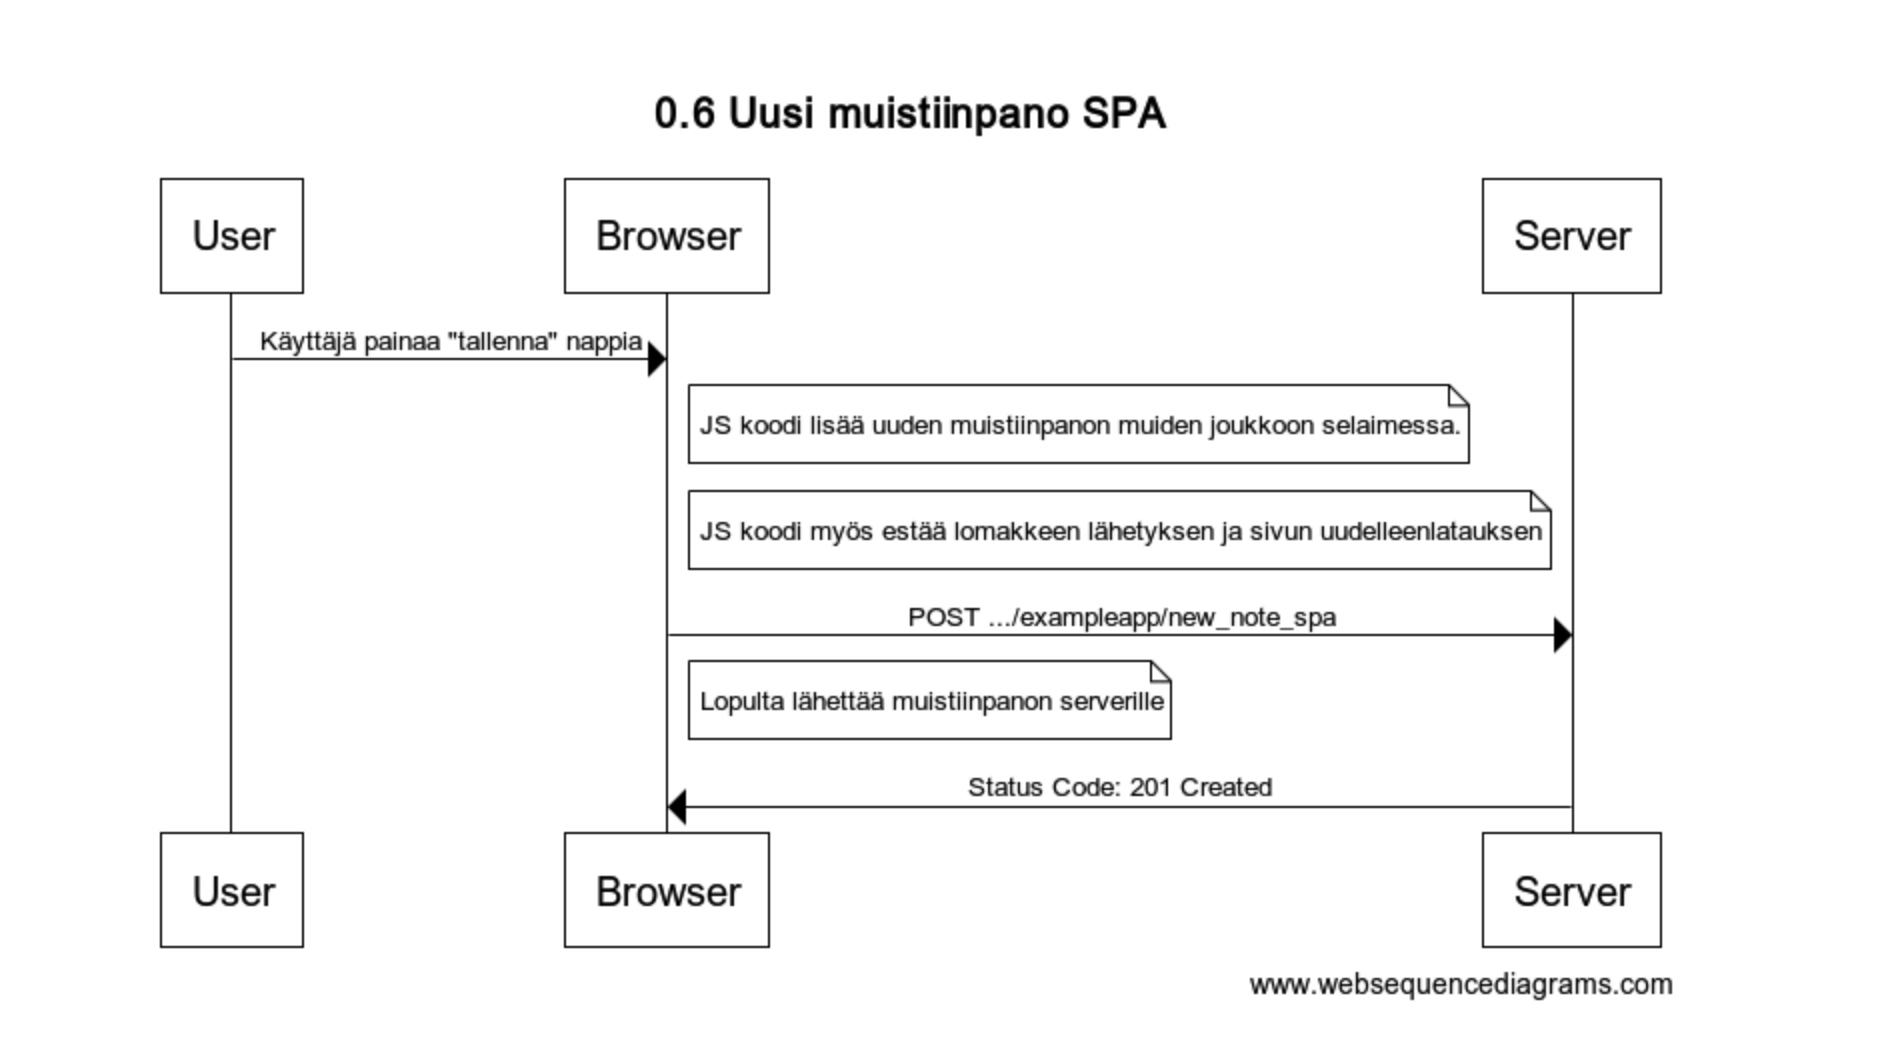 0.6 Uusi muistiinpano SPA
User
Browser
Server
Käyttäjä painaa "tallenna" nappia
JS koodi lisää uuden muistiinpanon muiden joukkoon selaimessa.
JS koodi myös estää lomakkeen lähetyksen ja sivun uudelleenlatauksen
POST .../exampleapp/new_note_spa
Lopulta lähettää muistiinpanon serverille
Status Code: 201 Created
User
Browser
Server
www.websequencediagrams.com